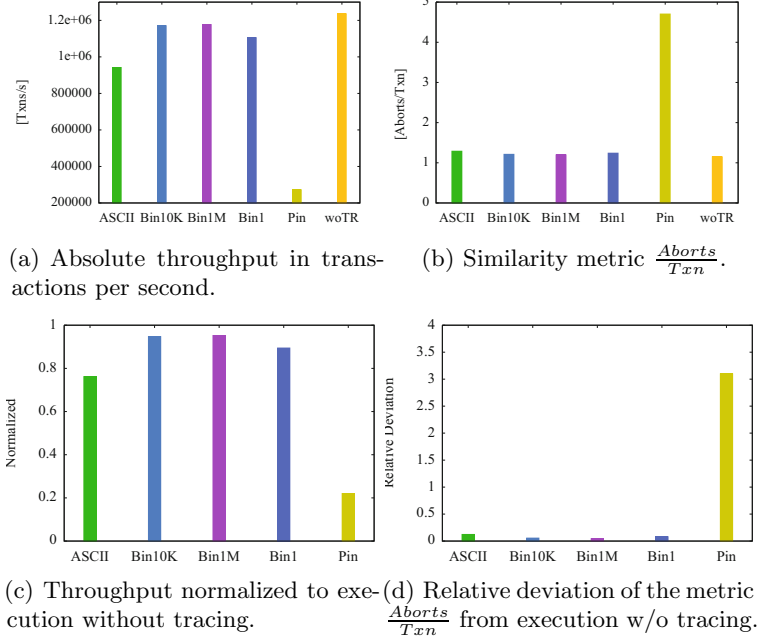 1.2e+06
1e+06
800000
600000
400000
200000
[Txns/s]
ASCII Bin10K Bin1M Bin1 Pin woTR
(a) Absolute throughput in trans-
actions per second.
5
4
3
2
1
0
[Aborts/Txn]
ASCII Bin10K Bin1M Bin1 Pin woTR
(b) Similarity metric Aborts/Txn.
1
0.8
0.6
0.4
0.2
0
Normalized
ASCII Bin10K Bin1M Bin1 Pin
(c) Throughput normalized to exe-
cution without tracing.
4
3.5
3
2.5
2
1.5
1
0.5
0
Relative Deviation
ASCII Bin10K Bin1M Bin1 Pin
(d) Relative deviation of the metric
Aborts/Txn from execution w/o tracing.